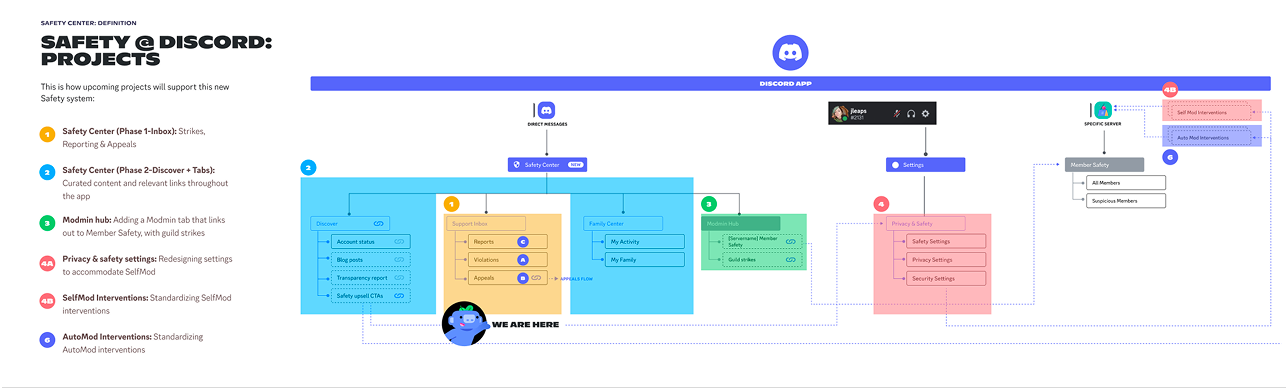 SAFETY CENTER: DEFINITION
SAFETY @ DISCORD:
PROJECTS
This is how upcoming projects will support this new
Safety system:
1
Safety Center (Phase 1-Inbox): Strikes,
Reporting & Appeals
2
Safety Center (Phase 2-Discover + Tabs):
Curated content and relevant links throughout
the app
3
Modmin hub: Adding a Modmin tab that links
out to Member Safety, with guild strikes
4A
Privacy & safety settings: Redesigning settings
to accommodate SelfMod
4B
SelfMod Interventions: Standardizing SelfMod
interventions
6
AutoMod Interventions: Standardizing
AutoMod interventions
DISCORD APP
DIRECT MESSAGES
jleaps
#2131
SPECIFIC SERVER
4B
Self Mod Interventions
Auto Mod Interventions
6
Safety Center
NEW
Settings
Member Safety
All Members
Suspicious Members
2
Discover
Account status
Blog posts
Transparency report
Safety upsell CTAs
1
Support Inbox
Reports
C
Violations
A
Appeals
B
APPEALS FLOW
Family Center
My Activity
My Family
3
Modmin Hub
[Servername] Member
Safety
Guild strikes
4
Privacy & Safety
Safety Settings
Privacy Settings
Security Settings
WE ARE HERE